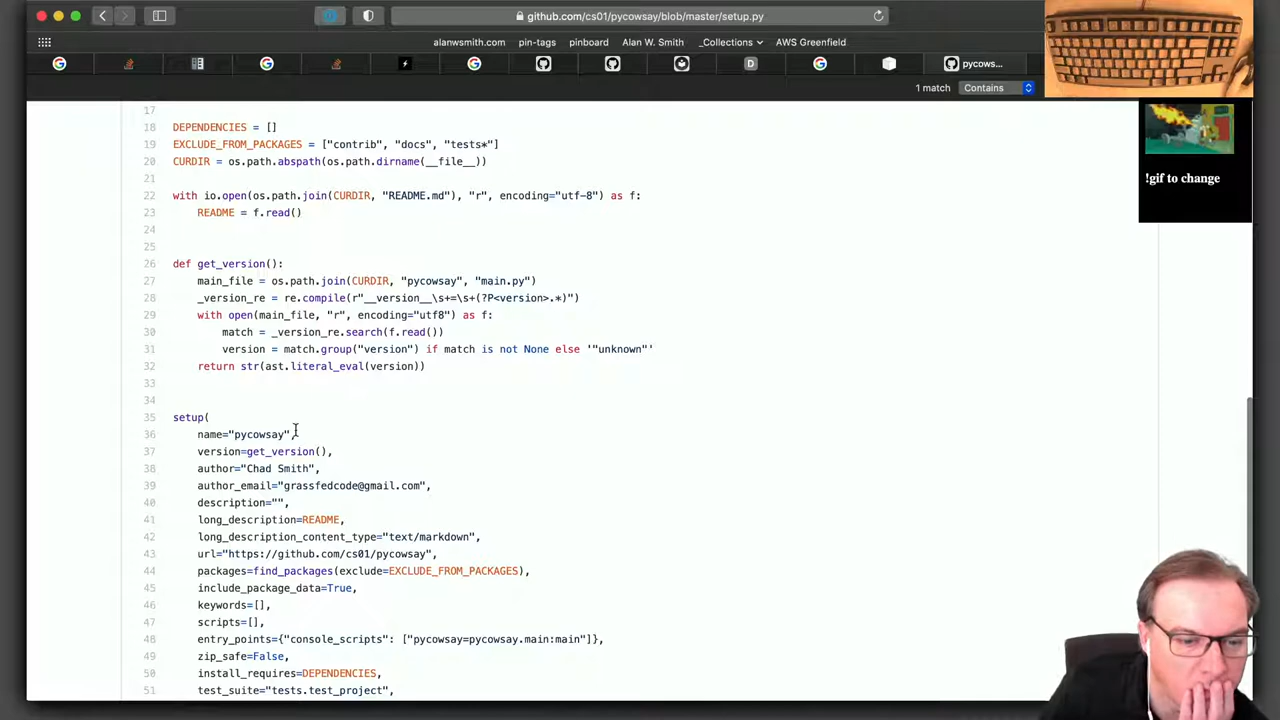 github.com/cs01/pycowsay/blob/master/setup.py
alanwsmith.com pin-tags pinboard Alan W. Smith _Collections AWS Greenfield
pycows...
1 match Contains
!gif to change
17
18 DEPENDENCIES = []
19 EXCLUDE_FROM_PACKAGES = ["contrib", "docs", "tests*"]
20 CURDIR = os.path.abspath(os.path.dirname(__file__))
21
22 with io.open(os.path.join(CURDIR, "README.md"), "r", encoding="utf-8") as f:
23 README = f.read()
24
25
26 def get_version():
27 main_file = os.path.join(CURDIR, "pycowsay", "main.py")
28 _version_re = re.compile(r"__version__\s+=\s+(?P<version>.*)")
29 with open(main_file, "r", encoding="utf8") as f:
30 match = _version_re.search(f.read())
31 version = match.group("version") if match is not None else '"unknown"'
32 return str(ast.literal_eval(version))
33
34
35 setup(
36 name="pycowsay",
37 version=get_version(),
38 author="Chad Smith",
39 author_email="grassfedcode@gmail.com",
40 description="",
41 long_description=README,
42 long_description_content_type="text/markdown",
43 url="https://github.com/cs01/pycowsay",
44 packages=find_packages(exclude=EXCLUDE_FROM_PACKAGES),
45 include_package_data=True,
46 keywords=[],
47 scripts=[],
48 entry_points={"console_scripts": ["pycowsay=pycowsay.main:main"]},
49 zip_safe=False,
50 install_requires=DEPENDENCIES,
51 test_suite="tests.test_project",